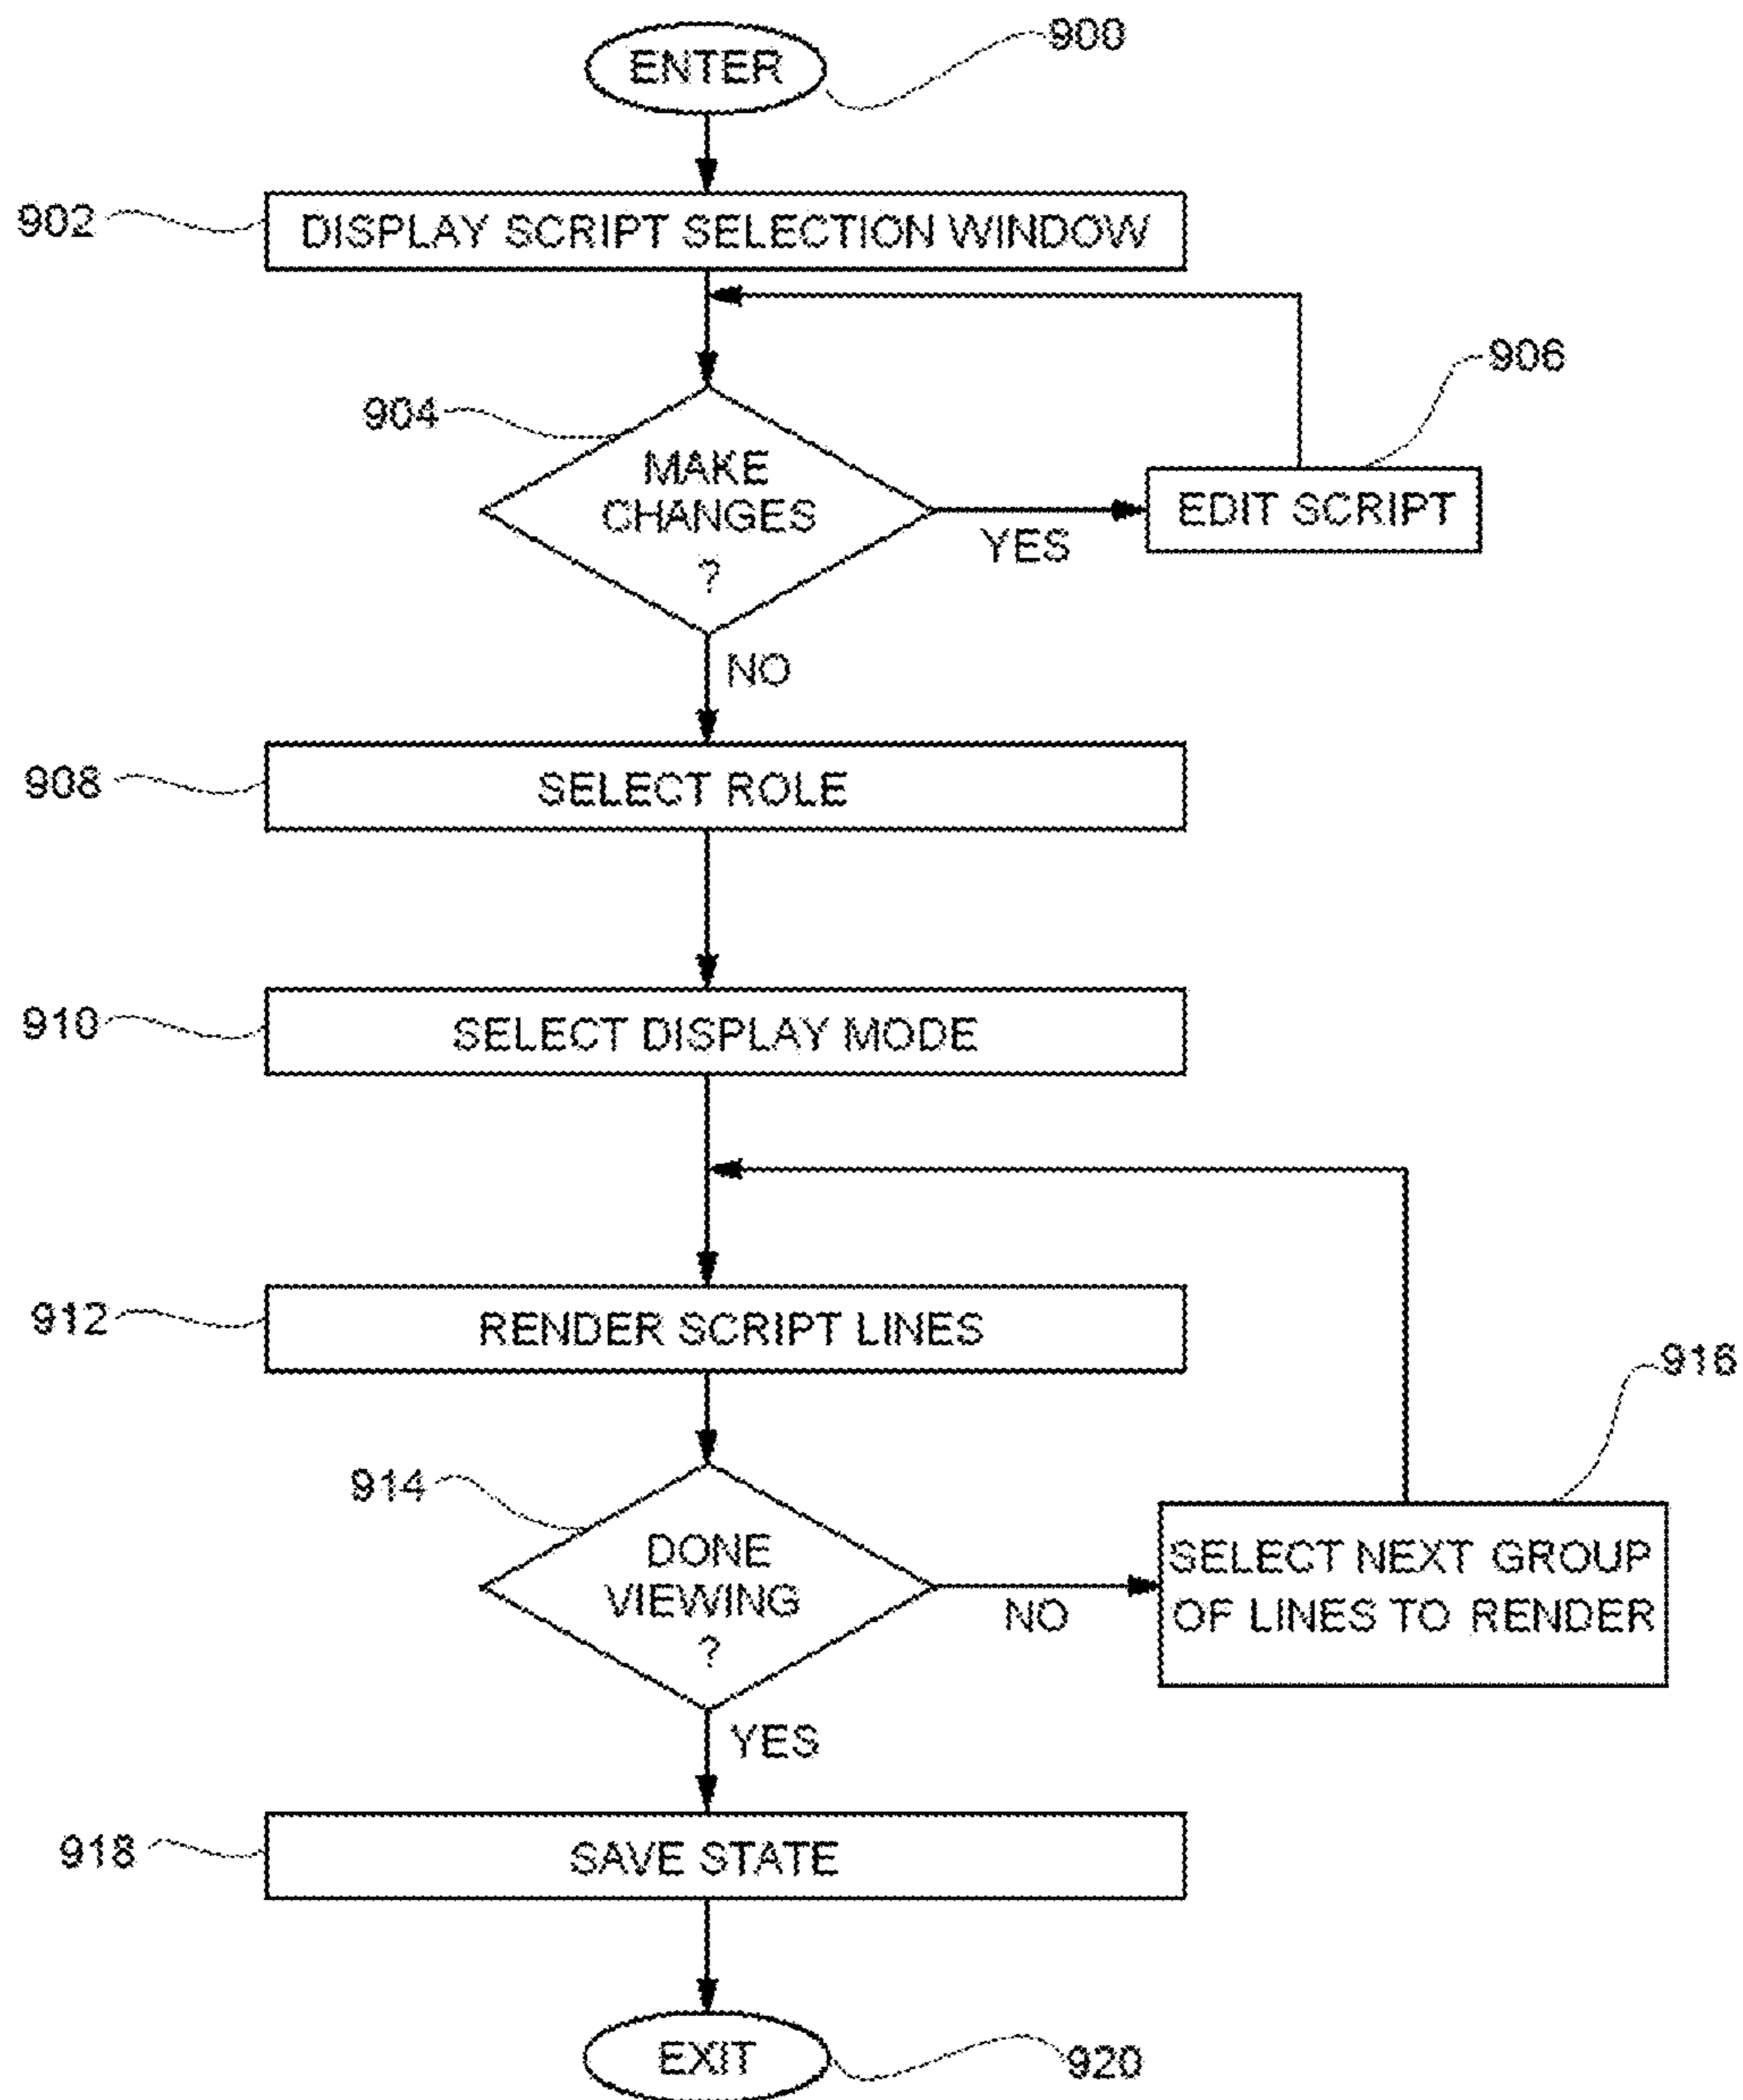 ENTER
900
902
DISPLAY SCRIPT SELECTION WINDOW
906
904
MAKE
CHANGES
?
EDIT SCRIPT
YES
NO
908
SELECT ROLE
910
SELECT DISPLAY MODE
912
RENDER SCRIPT LINES
916
914
DONE
VIEWING
?
SELECT NEXT GROUP
OF LINES TO RENDER
NO
YES
918
SAVE STATE
EXIT
920